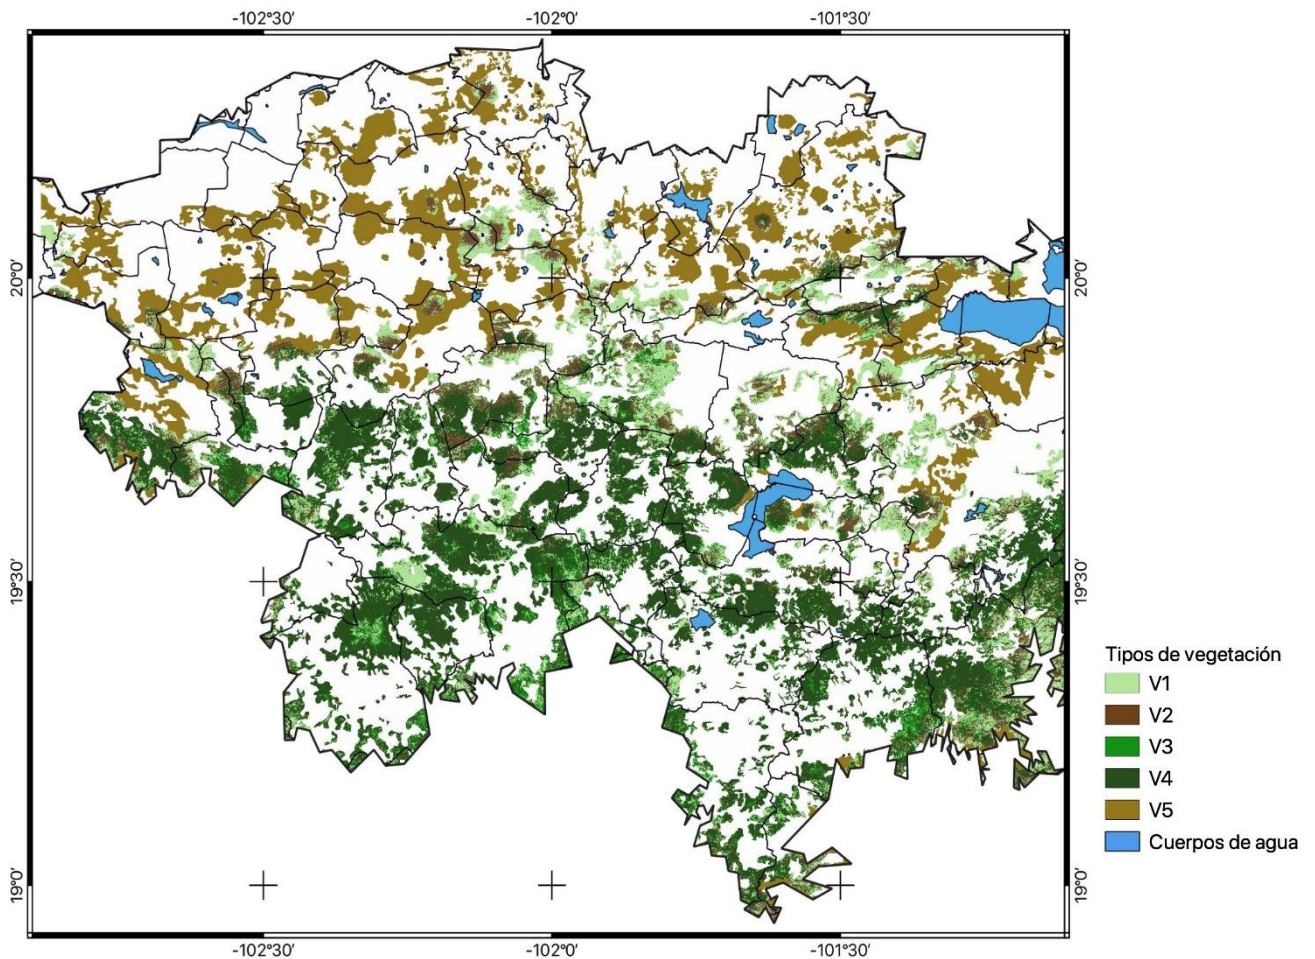 -102°30' -102°0' -101°30'
20°0' 20°0'
19°30' 19°30'
Tipos de vegetación
V1
V2
V3
V4
V5
Cuerpos de agua
19°0' 19°0'
-102°30' -102°0' -101°30'